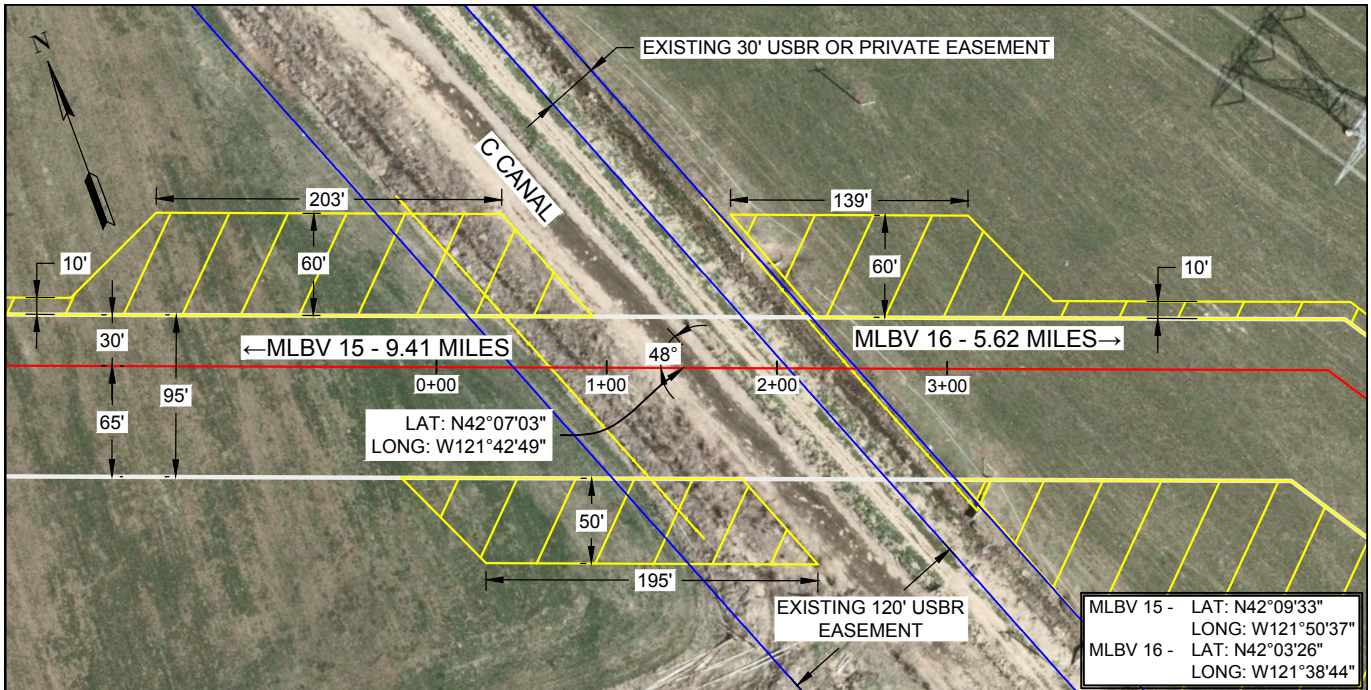 N
EXISTING 30' USBR OR PRIVATE EASEMENT
C CANAL
203'
139'
10'
60'
60'
10'
30'
←MLBV 15 - 9.41 MILES
MLBV 16 - 5.62 MILES→
48°
0+00
1+00
2+00
3+00
95'
65'
LAT: N42°07'03"
LONG: W121°42'49"
50'
195'
EXISTING 120' USBR
EASEMENT
MLBV 15 - LAT: N42°09'33"
LONG: W121°50'37"
MLBV 16 - LAT: N42°03'26"
LONG: W121°38'44"